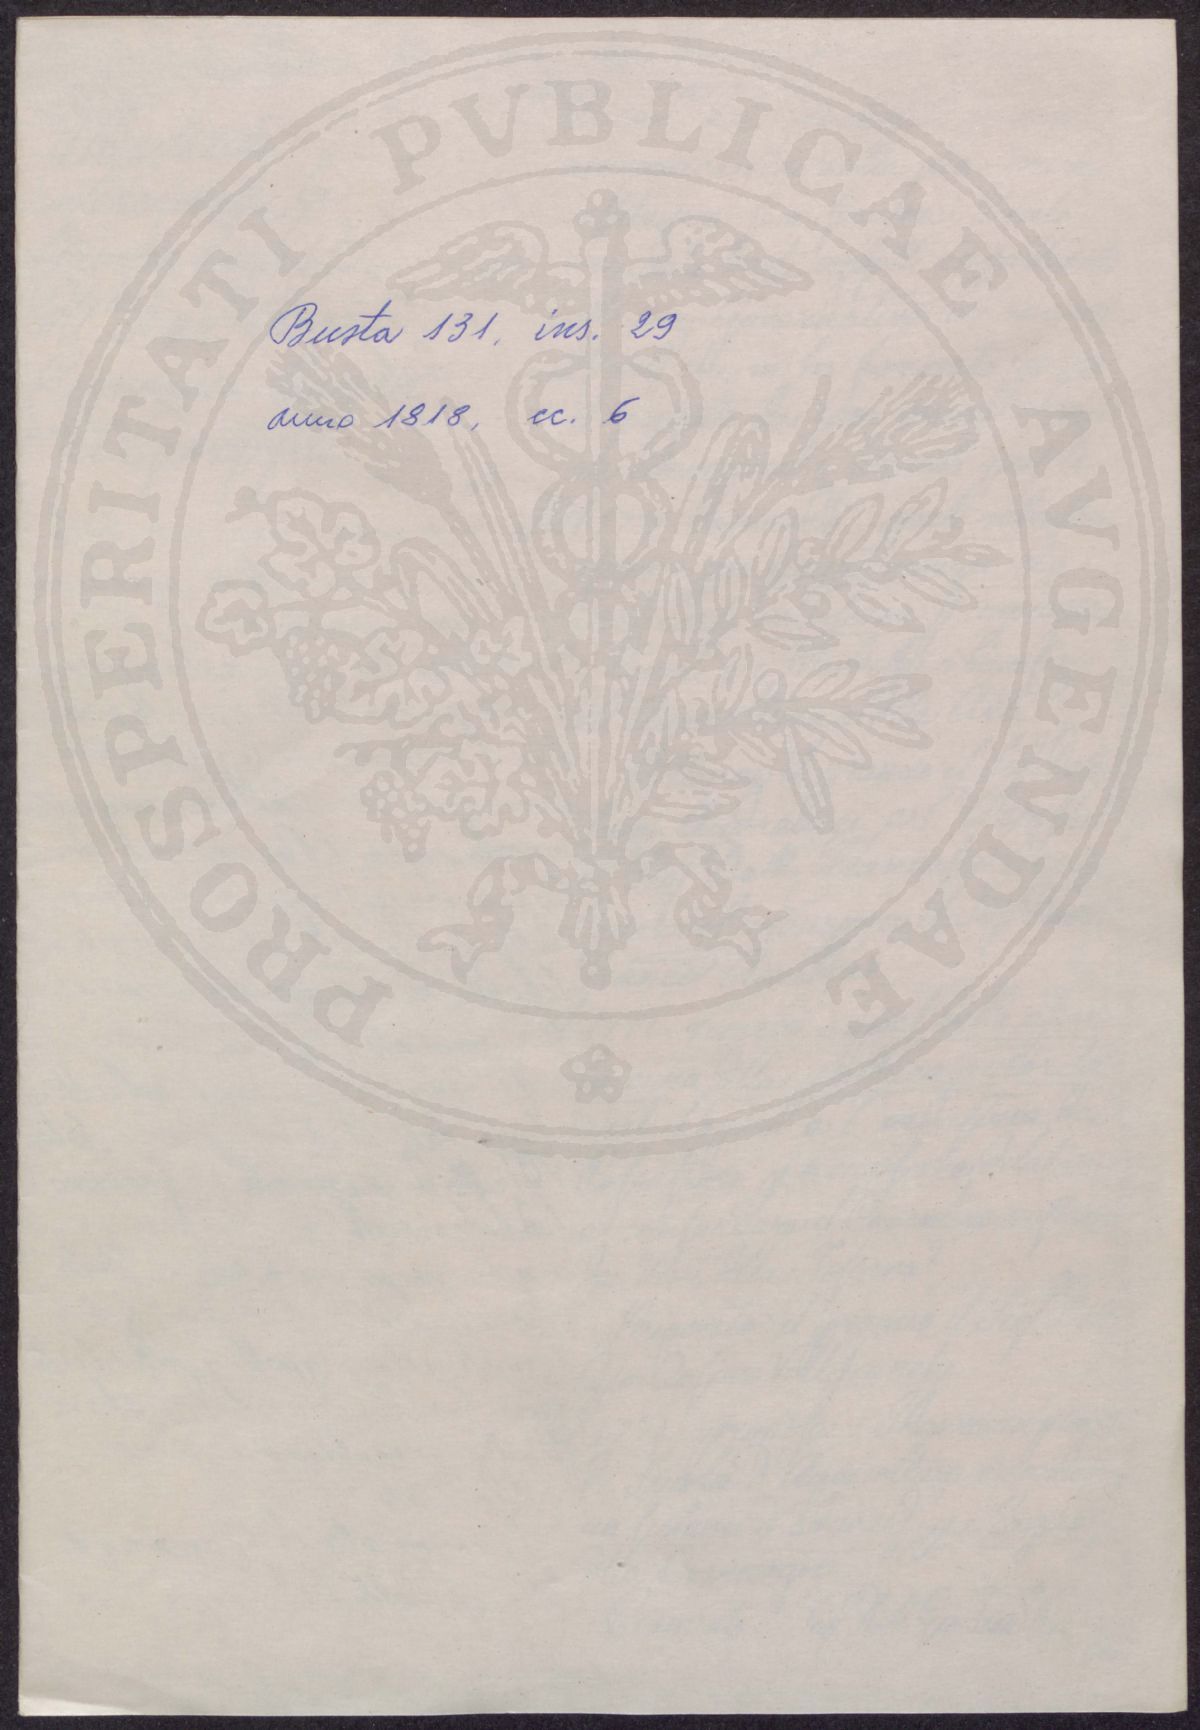 PROSPERITATI PVBLICAE AVGENDAE
Busta 131, ins. 29
anno 1818, cc. 6